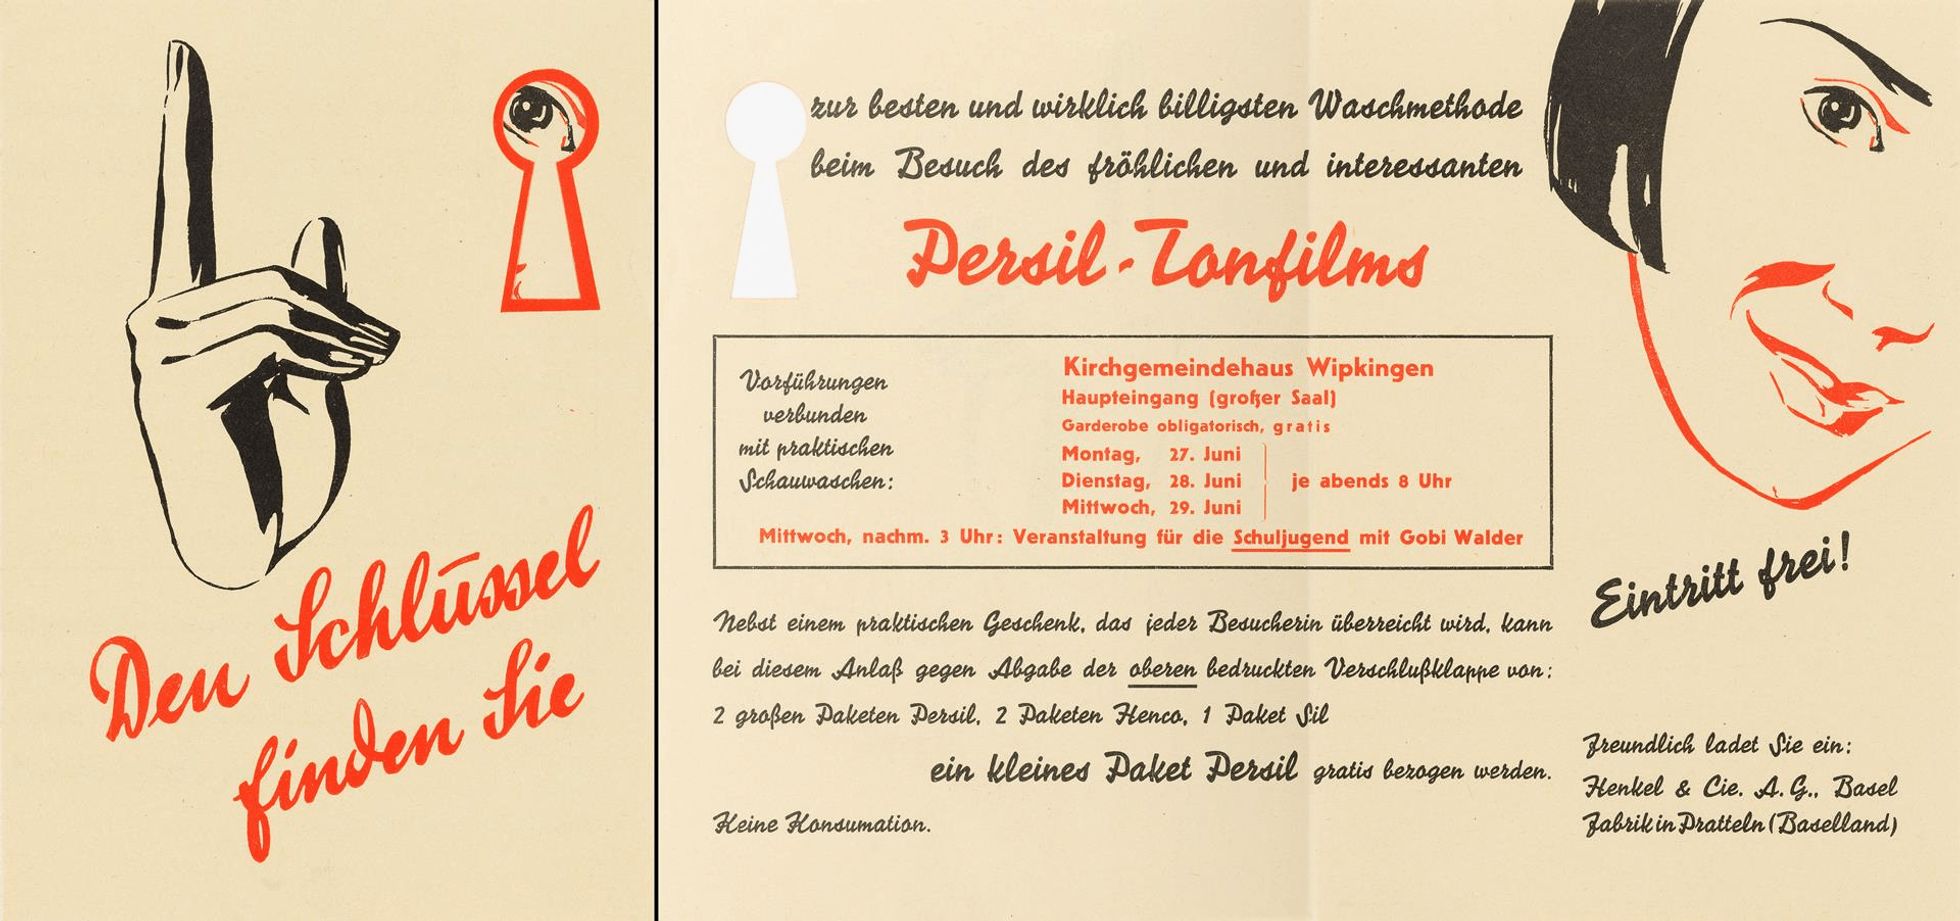 Den Schlüssel
finden Sie
zur besten und wirklich billigsten Waschmethode
beim Besuch des fröhlichen und interessanten
Persil-Tonfilms
Vorführungen
verbunden
mit praktischen
Schauwaschen:
Kirchgemeindehaus Wipkingen
Haupteingang (großer Saal)
Garderobe obligatorisch, gratis
Montag, 27. Juni
Dienstag, 28. Juni je abends 8 Uhr
Mittwoch, 29. Juni
Mittwoch, nachm. 3 Uhr: Veranstaltung für die Schuljugend mit Gobi Walder
Nebst einem praktischen Geschenk, das jeder Besucherin überreicht wird, kann
bei diesem Anlaß gegen Abgabe der oberen bedruckten Verschlußklappe von:
2 großen Paketen Persil, 2 Paketen Henco, 1 Paket Sil
ein kleines Paket Persil gratis bezogen werden.
Keine Konsumation.
Eintritt frei!
Freundlich ladet Sie ein:
Henkel & Cie. A.G., Basel
Fabrik in Pratteln (Baselland)